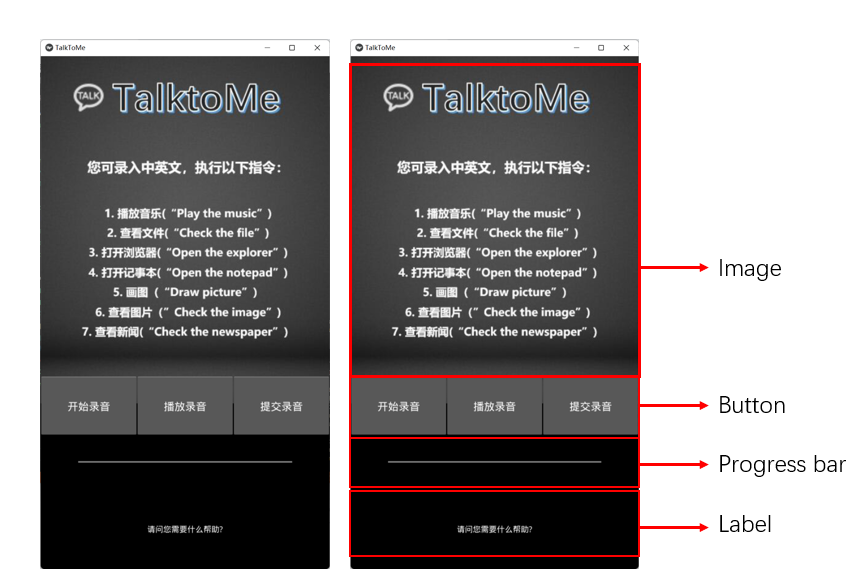 TalkToMe
TALK TalktoMe
您可录入中英文，执行以下指令：
1. 播放音乐(“Play the music”)
2. 查看文件(“Check the file”)
3. 打开浏览器(“Open the explorer”)
4. 打开记事本(“Open the notepad”)
5. 画图（“Draw picture”）
6. 查看图片（”Check the image”)
7. 查看新闻(“Check the newspaper”)
开始录音 播放录音 提交录音
请问您需要什么帮助?
TalkToMe
TALK TalktoMe
您可录入中英文，执行以下指令：
1. 播放音乐(“Play the music”)
2. 查看文件(“Check the file”)
3. 打开浏览器(“Open the explorer”)
4. 打开记事本(“Open the notepad”)
5. 画图（“Draw picture”）
6. 查看图片（”Check the image”)
7. 查看新闻(“Check the newspaper”)
开始录音 播放录音 提交录音
请问您需要什么帮助?
Image
Button
Progress bar
Label